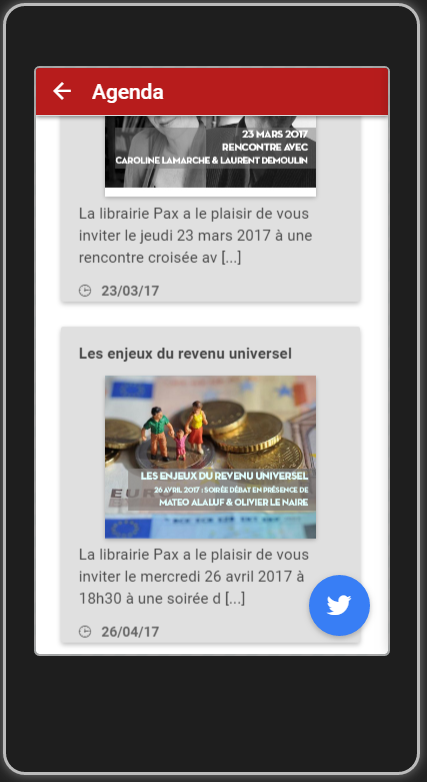 Agenda
23 MARS 2017
RENCONTRE AVEC
CAROLINE LAMARCHE & LAURENT DEMOULIN
La librairie Pax a le plaisir de vous
inviter le jeudi 23 mars 2017 à une
rencontre croisée av [...]
23/03/17
Les enjeux du revenu universel
EUR
LES ENJEUX DU REVENU UNIVERSEL
26 AVRIL 2017 : SOIRÉE DÉBAT EN PRÉSENCE DE
MATEO ALALUF & OLIVIER LE NAIRE
La librairie Pax a le plaisir de vous
inviter le mercredi 26 avril 2017 à
18h30 à une soirée d [...]
26/04/17